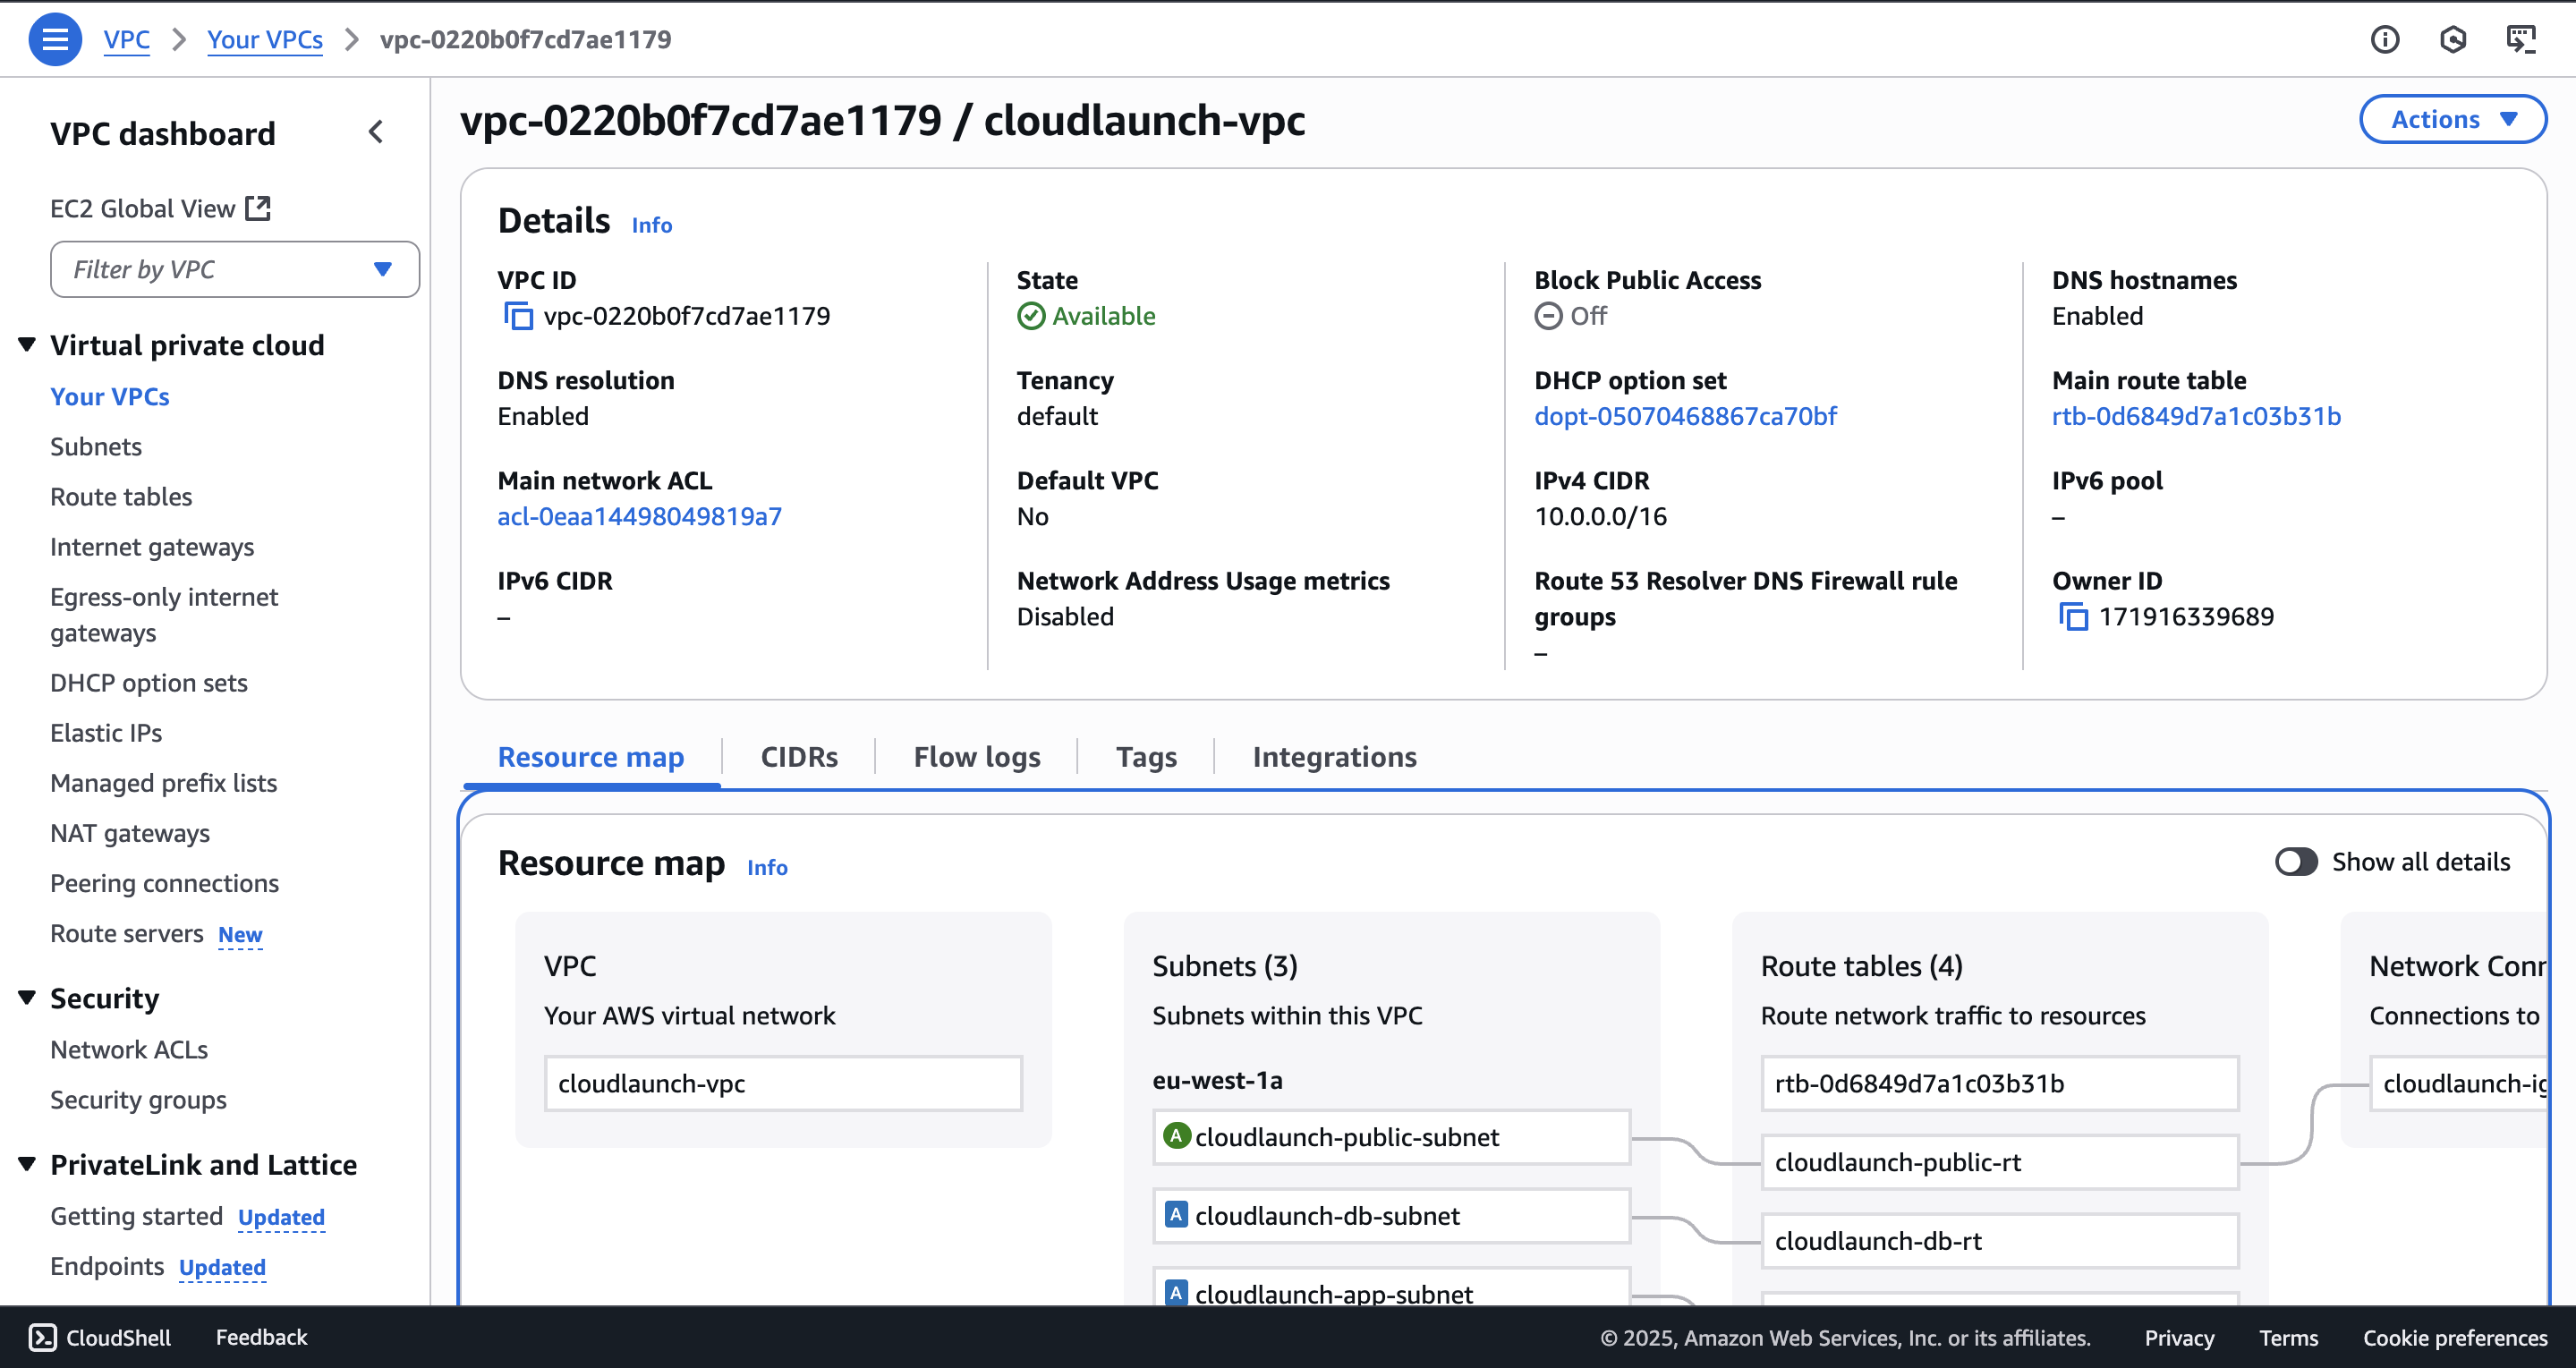 VPC > Your VPCs > vpc-0220b0f7cd7ae1179
VPC dashboard
EC2 Global View
Filter by VPC
Virtual private cloud
Your VPCs
Subnets
Route tables
Internet gateways
Egress-only internet
gateways
DHCP option sets
Elastic IPs
Managed prefix lists
NAT gateways
Peering connections
Route servers New
Security
Network ACLs
Security groups
PrivateLink and Lattice
Getting started Updated
Endpoints Updated
vpc-0220b0f7cd7ae1179 / cloudlaunch-vpc
Actions
Details Info
VPC ID
vpc-0220b0f7cd7ae1179
State
Available
Block Public Access
Off
DNS hostnames
Enabled
DNS resolution
Enabled
Tenancy
default
DHCP option set
dopt-05070468867ca70bf
Main route table
rtb-0d6849d7a1c03b31b
Main network ACL
acl-0eaa14498049819a7
Default VPC
No
IPv4 CIDR
10.0.0.0/16
IPv6 pool
–
IPv6 CIDR
–
Network Address Usage metrics
Disabled
Route 53 Resolver DNS Firewall rule
groups
–
Owner ID
171916339689
Resource map
CIDRs
Flow logs
Tags
Integrations
Resource map Info
Show all details
VPC
Your AWS virtual network
cloudlaunch-vpc
Subnets (3)
Subnets within this VPC
eu-west-1a
A cloudlaunch-public-subnet
A cloudlaunch-db-subnet
A cloudlaunch-app-subnet
Route tables (4)
Route network traffic to resources
rtb-0d6849d7a1c03b31b
cloudlaunch-public-rt
cloudlaunch-db-rt
Network Conn
Connections to
cloudlaunch-ig
CloudShell
Feedback
© 2025, Amazon Web Services, Inc. or its affiliates.
Privacy
Terms
Cookie preferences